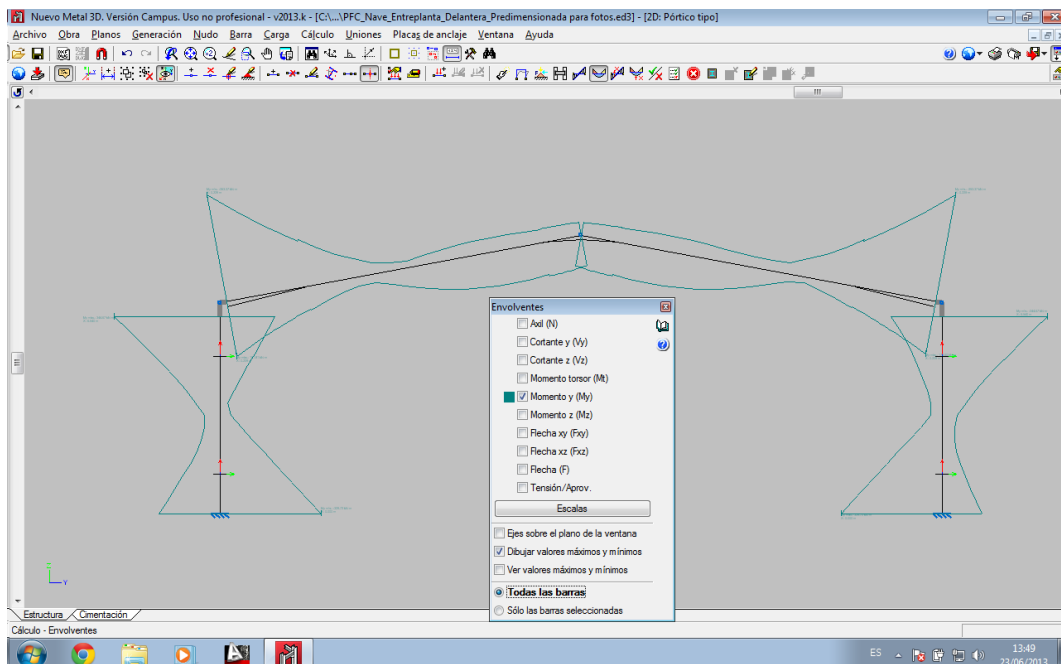 Nuevo Metal 3D. Versión Campus. Uso no profesional - v2013.k - [C:\...\PFC_Nave_Entreplanta_Delantera_Predimensionada para fotos.ed3] - [2D: Pórtico tipo]
Archivo Obra Planos Generación Nudo Barra Carga Cálculo Uniones Placas de anclaje Ventana Ayuda
Envolventes
Axil (N)
Cortante y (Vy)
Cortante z (Vz)
Momento torsor (Mt)
Momento y (My)
Momento z (Mz)
Flecha xy (Fxy)
Flecha xz (Fxz)
Flecha (F)
Tensión/Aprov.
Escalas
Ejes sobre el plano de la ventana
Dibujar valores máximos y mínimos
Ver valores máximos y mínimos
Todas las barras
Sólo las barras seleccionadas
Z
Y
Estructura Cimentación
Cálculo - Envolventes
ES
13:49
23/06/2013